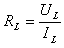 R_L = U_L / I_L